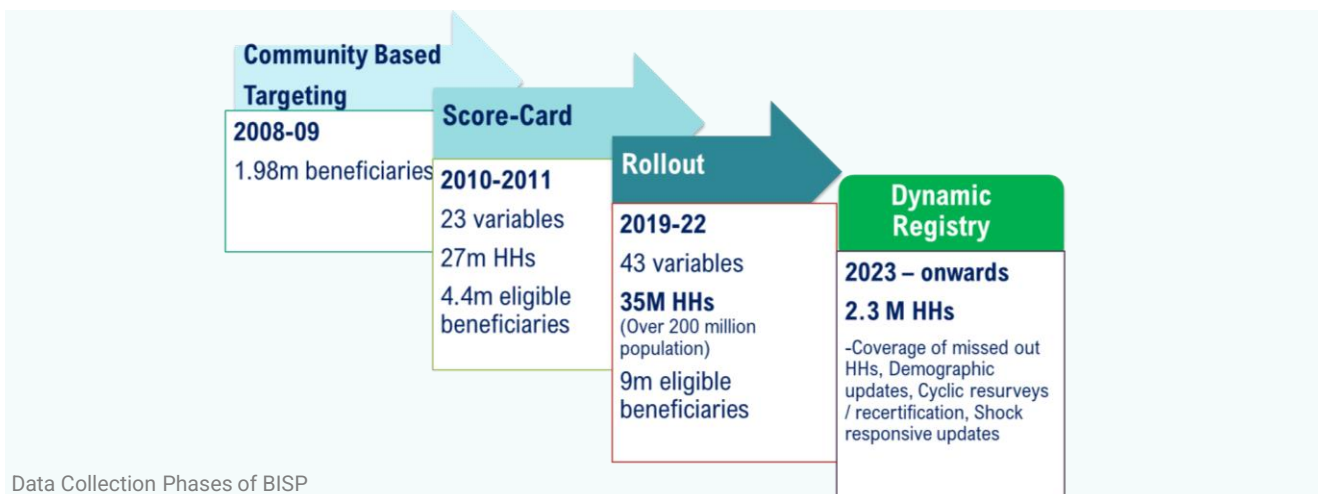 Community Based
Targeting
2008-09
1.98m beneficiaries
Score-Card
2010-2011
23 variables
27m HHs
4.4m eligible
beneficiaries
Rollout
2019-22
43 variables
35M HHs
(Over 200 million
population)
9m eligible
beneficiaries
Dynamic
Registry
2023 – onwards
2.3 M HHs
-Coverage of missed out
HHs, Demographic
updates, Cyclic resurveys
/ recertification, Shock
responsive updates
Data Collection Phases of BISP